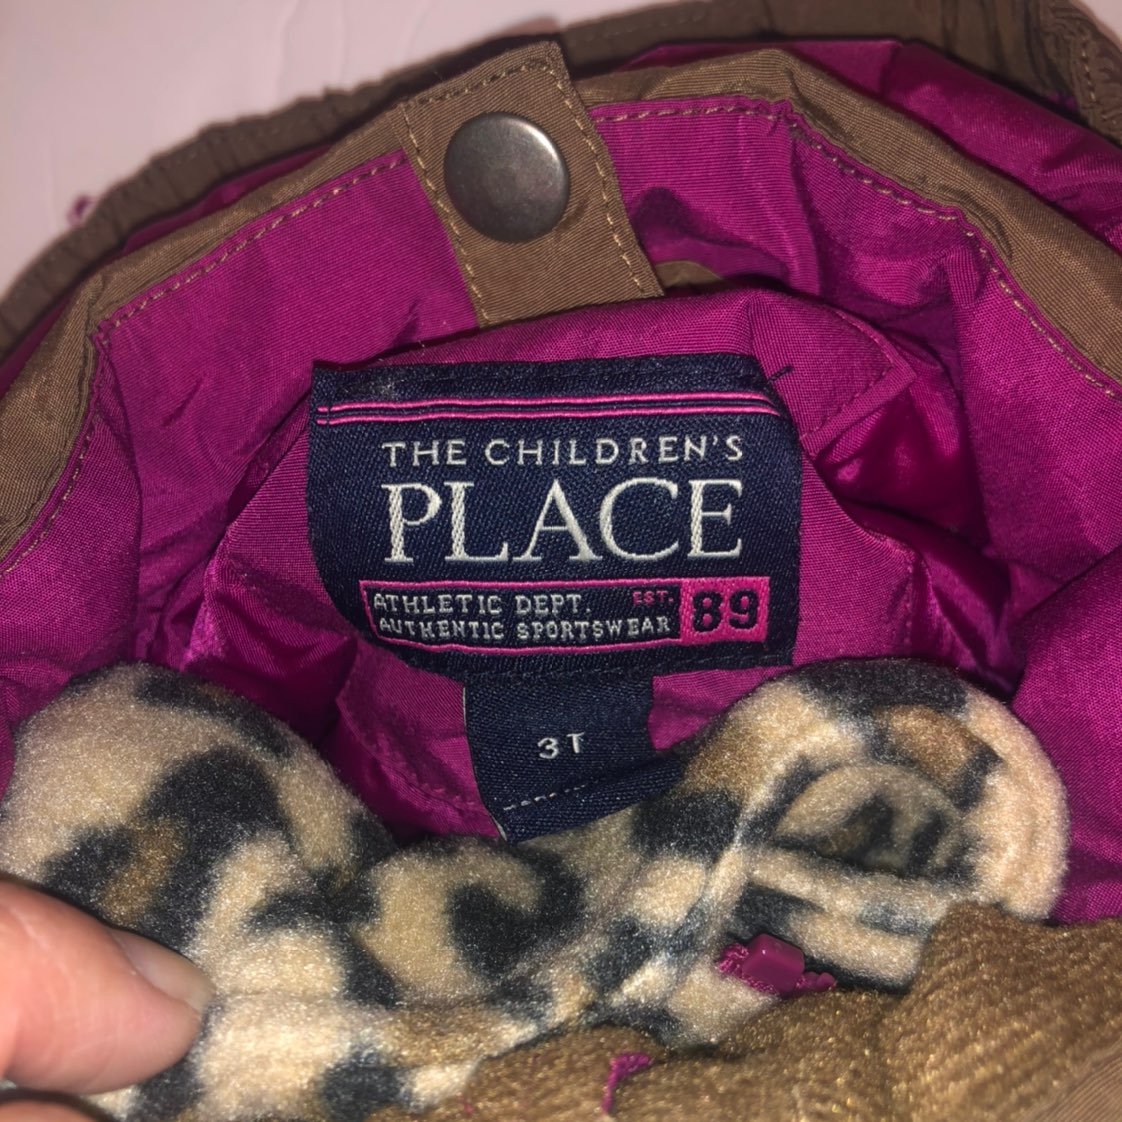 THE CHILDREN'S
PLACE
ATHLETIC DEPT. EST. 89
AUTHENTIC SPORTSWEAR
3T